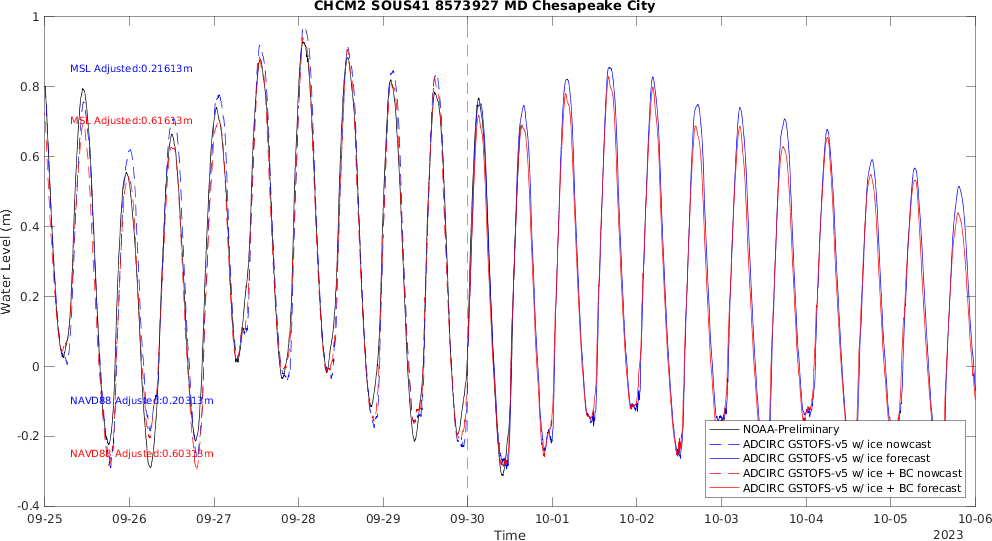 CHCM2 SOUS41 8573927 MD Chesapeake City
1
0.8
0.6
0.4
0.2
0
-0.2
-0.4
Water Level (m)
MSL Adjusted:0.21613m
MSL Adjusted:0.61613m
NAVD88 Adjusted:0.20313m
NAVD88 Adjusted:0.60313m
NOAA-Preliminary
ADCIRC GSTOFS-v5 w/ ice nowcast
ADCIRC GSTOFS-v5 w/ ice forecast
ADCIRC GSTOFS-v5 w/ ice + BC nowcast
ADCIRC GSTOFS-v5 w/ ice + BC forecast
09-25 09-26 09-27 09-28 09-29 09-30 10-01 10-02 10-03 10-04 10-05 10-06
Time
2023